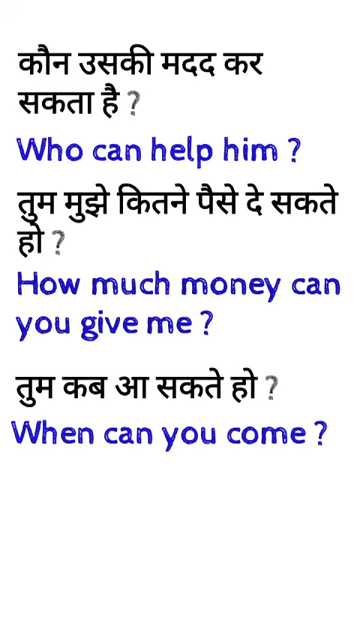 कौन उसकी मदद कर
सकता है ?
Who can help him ?
तुम मुझे कितने पैसे दे सकते
हो ?
How much money can
you give me ?
तुम कब आ सकते हो ?
When can you come ?